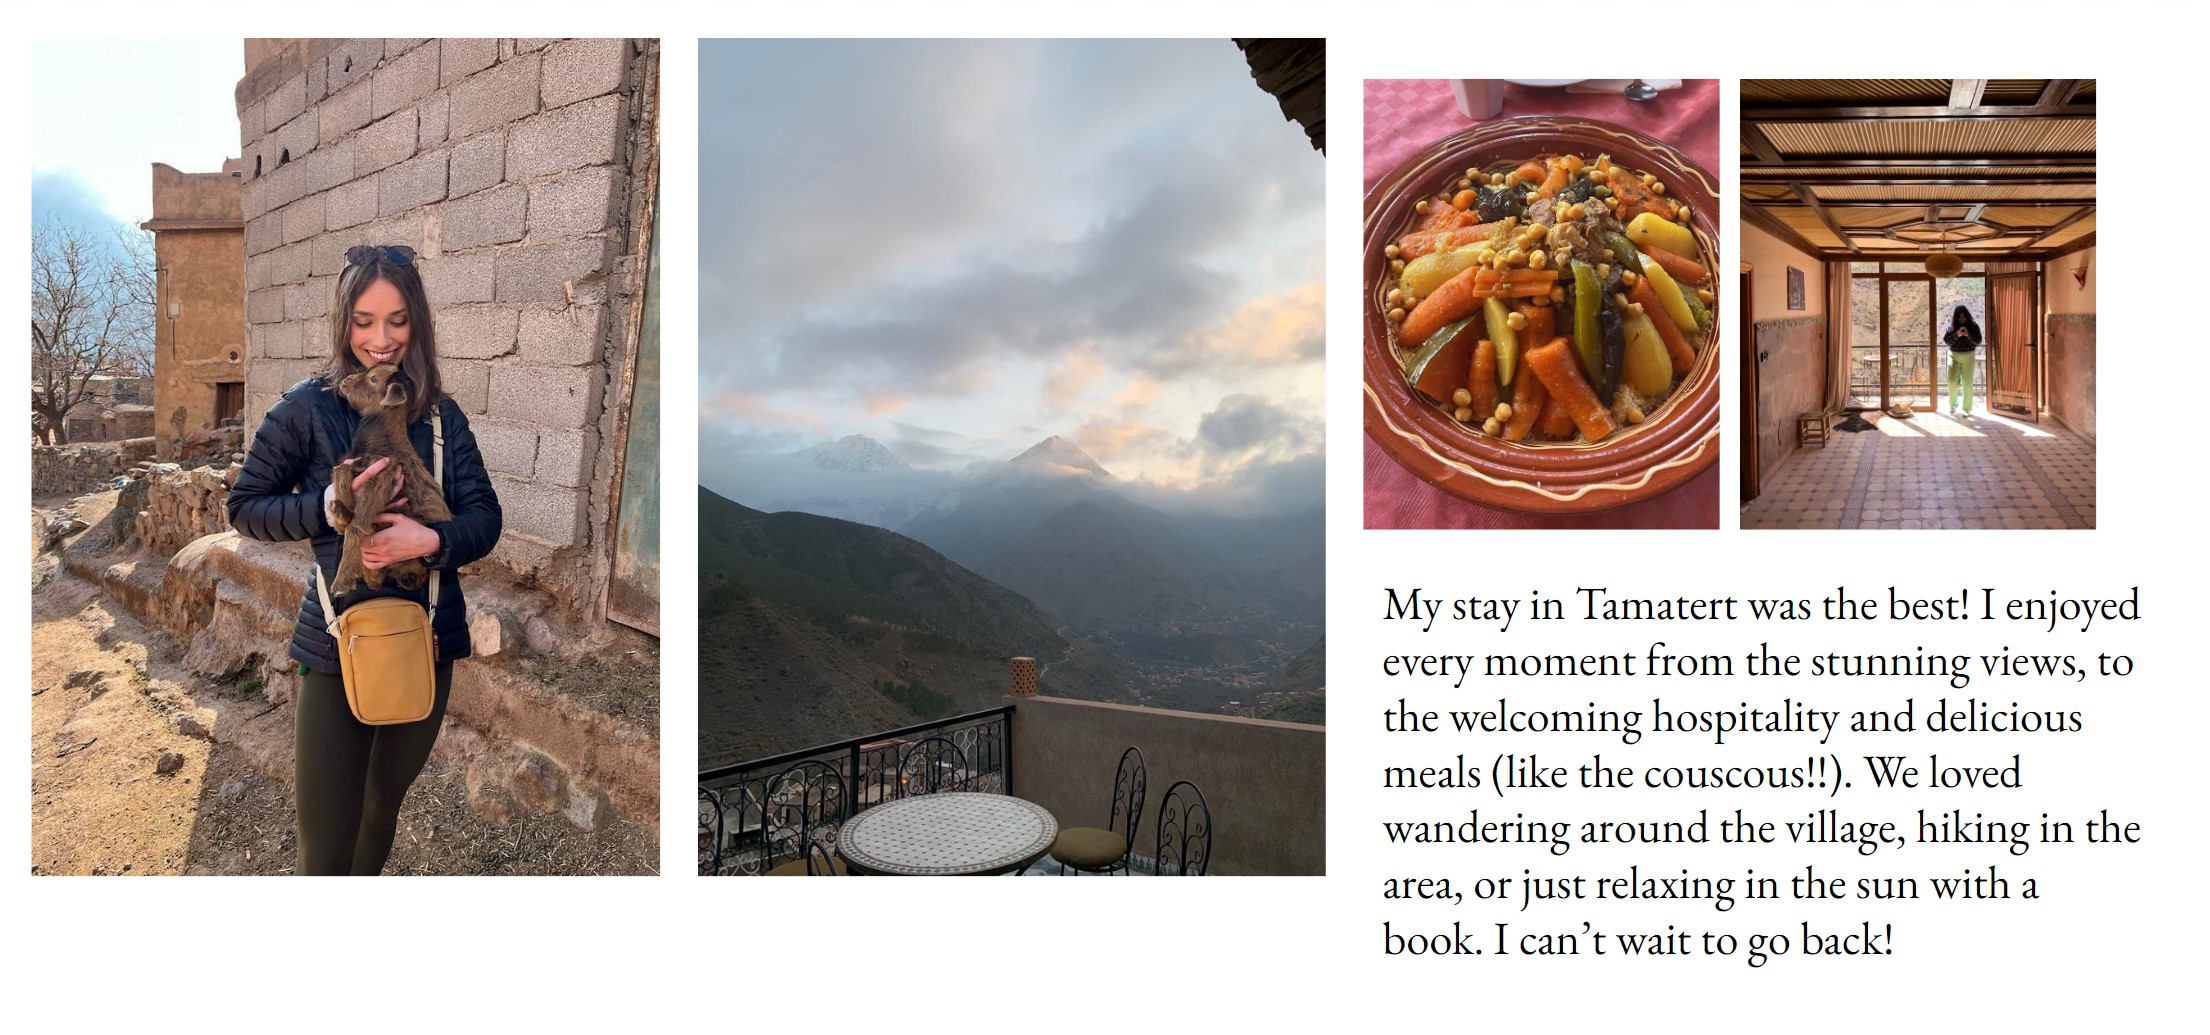 My stay in Tamatert was the best! I enjoyed
every moment from the stunning views, to
the welcoming hospitality and delicious
meals (like the couscous!!). We loved
wandering around the village, hiking in the
area, or just relaxing in the sun with a
book. I can’t wait to go back!